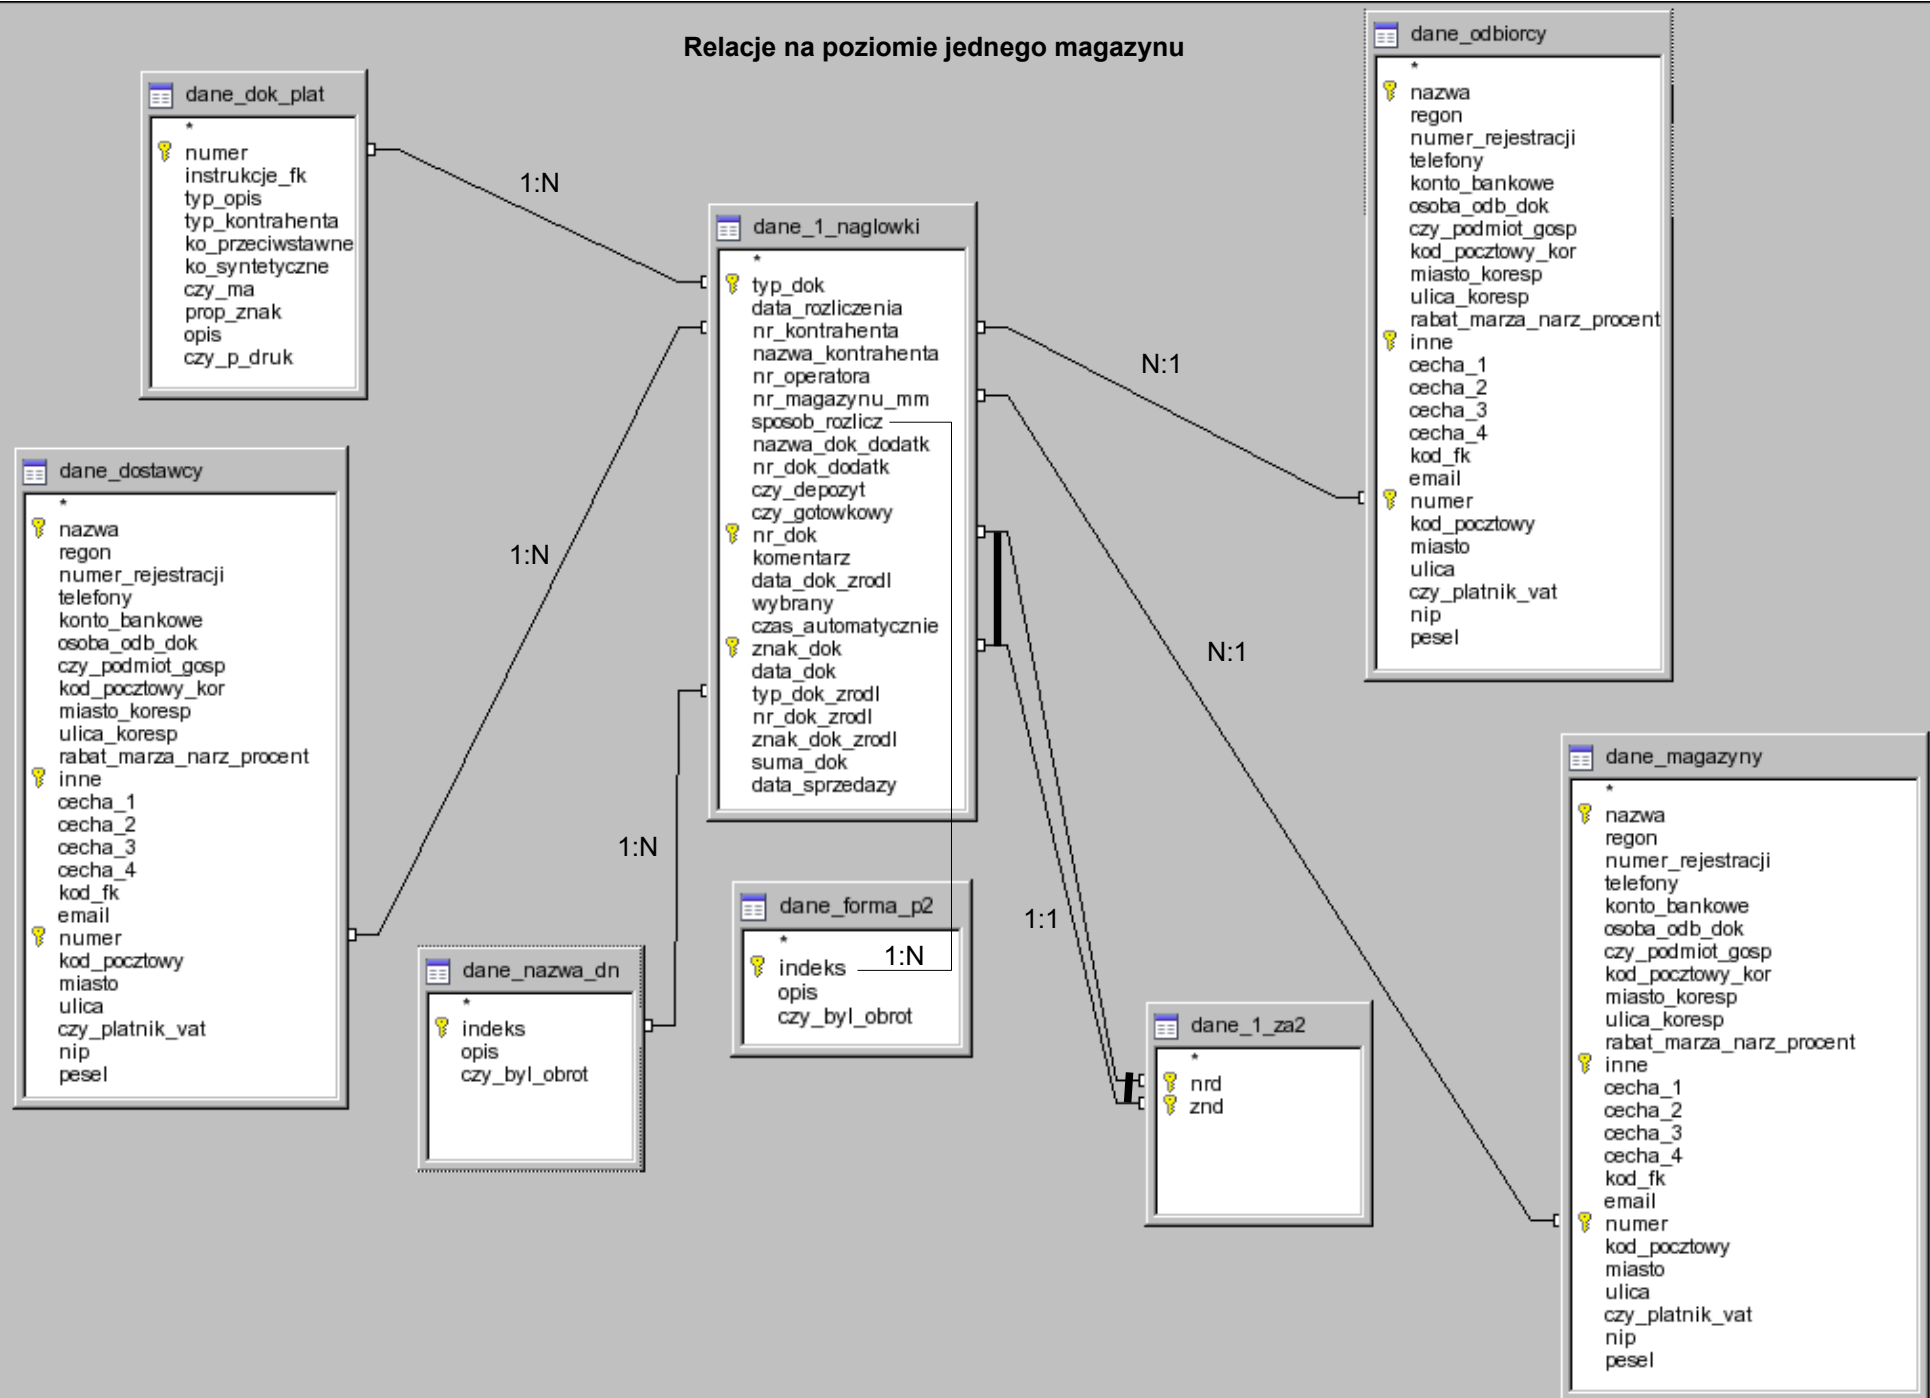 Relacje na poziomie jednego magazynu
dane_dok_plat
*
numer
instrukcje_fk
typ_opis
typ_kontrahenta
ko_przeciwstawne
ko_syntetyczne
czy_ma
prop_znak
opis
czy_p_druk
1:N
dane_dostawcy
*
nazwa
regon
numer_rejestracji
telefony
konto_bankowe
osoba_odb_dok
czy_podmiot_gosp
kod_pocztowy_kor
miasto_koresp
ulica_koresp
rabat_marza_narz_procent
inne
cecha_1
cecha_2
cecha_3
cecha_4
kod_fk
email
numer
kod_pocztowy
miasto
ulica
czy_platnik_vat
nip
pesel
1:N
dane_1_naglowki
*
typ_dok
data_rozliczenia
nr_kontrahenta
nazwa_kontrahenta
nr_operatora
nr_magazynu_mm
sposob_rozlicz
nazwa_dok_dodatk
nr_dok_dodatk
czy_depozyt
czy_gotowkowy
nr_dok
komentarz
data_dok_zrodl
wybrany
czas_automatycznie
znak_dok
data_dok
typ_dok_zrodl
nr_dok_zrodl
znak_dok_zrodl
suma_dok
data_sprzedazy
1:N
dane_nazwa_dn
*
indeks
opis
czy_byl_obrot
dane_forma_p2
*
indeks
opis
czy_byl_obrot
1:N
1:1
dane_1_za2
*
nrd
znd
N:1
dane_odbiorcy
*
nazwa
regon
numer_rejestracji
telefony
konto_bankowe
osoba_odb_dok
czy_podmiot_gosp
kod_pocztowy_kor
miasto_koresp
ulica_koresp
rabat_marza_narz_procent
inne
cecha_1
cecha_2
cecha_3
cecha_4
kod_fk
email
numer
kod_pocztowy
miasto
ulica
czy_platnik_vat
nip
pesel
N:1
dane_magazyny
*
nazwa
regon
numer_rejestracji
telefony
konto_bankowe
osoba_odb_dok
czy_podmiot_gosp
kod_pocztowy_kor
miasto_koresp
ulica_koresp
rabat_marza_narz_procent
inne
cecha_1
cecha_2
cecha_3
cecha_4
kod_fk
email
numer
kod_pocztowy
miasto
ulica
czy_platnik_vat
nip
pesel